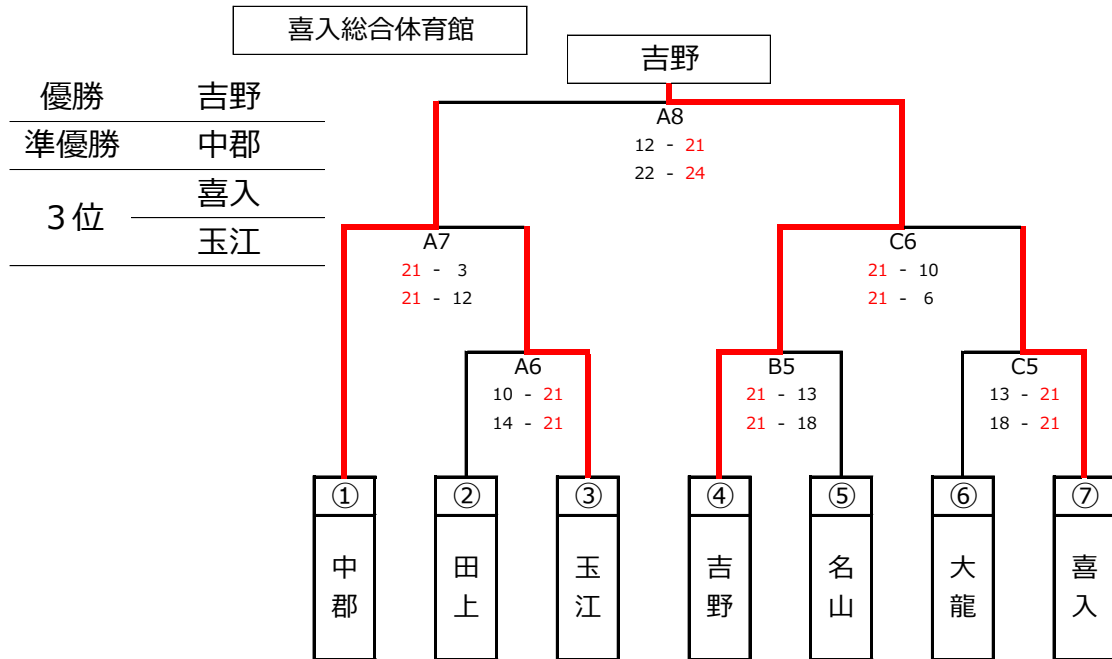 喜入総合体育館
吉野
優勝 吉野
準優勝 中郡
３位 喜入
玉江
A8
12 - 21
22 - 24
A7
21 - 3
21 - 12
C6
21 - 10
21 - 6
A6
10 - 21
14 - 21
B5
21 - 13
21 - 18
C5
13 - 21
18 - 21
① ② ③ ④ ⑤ ⑥ ⑦
中郡
田上
玉江
吉野
名山
大龍
喜入